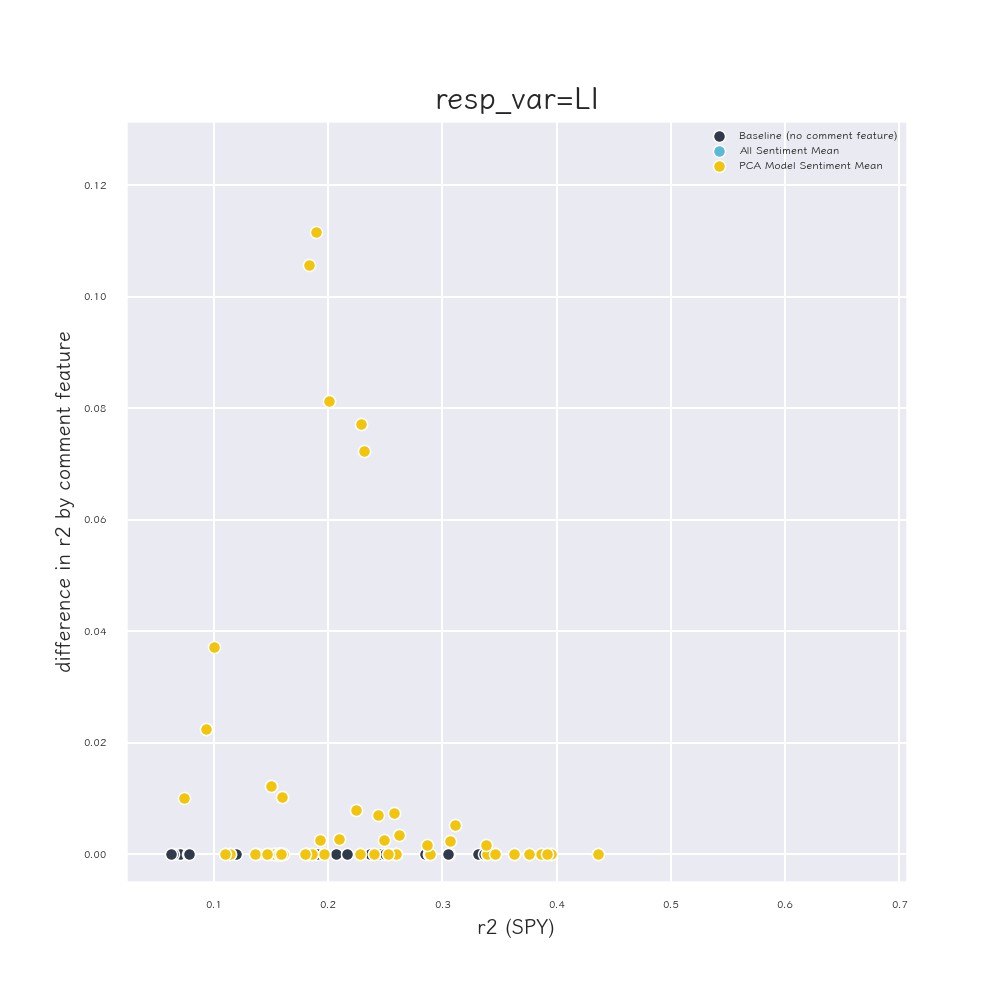 resp_var=LI
Baseline (no comment feature)
All Sentiment Mean
PCA Model Sentiment Mean
0.12
0.10
0.08
0.06
0.04
0.02
0.00
difference in r2 by comment feature
0.1 0.2 0.3 0.4 0.5 0.6 0.7
r2 (SPY)